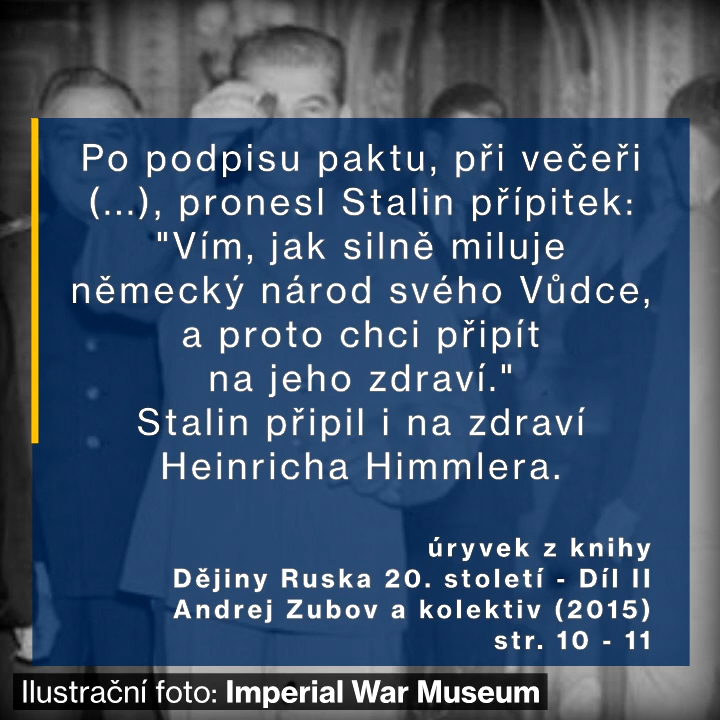 Po podpisu paktu, při večeři
(...), pronesl Stalin přípitek:
"Vím, jak silně miluje
německý národ svého Vůdce,
a proto chci připít
na jeho zdraví."
Stalin připil i na zdraví
Heinricha Himmlera.
úryvek z knihy
Dějiny Ruska 20. století - Díl II
Andrej Zubov a kolektiv (2015)
str. 10 - 11
Ilustrační foto: Imperial War Museum